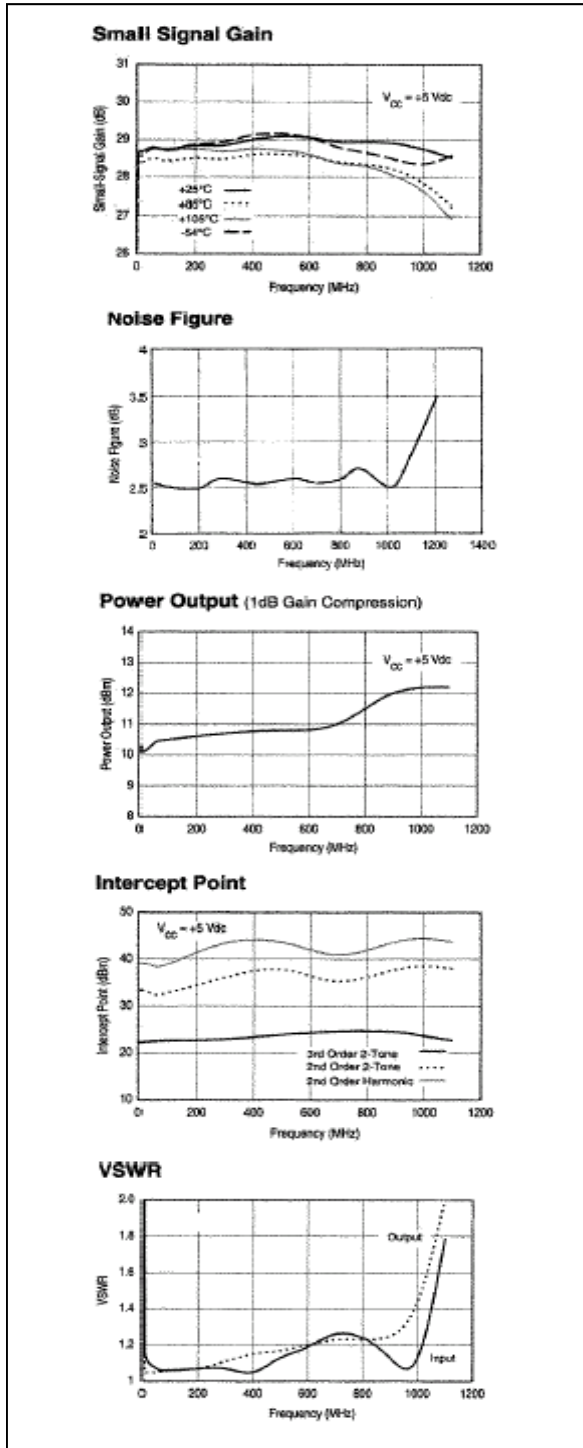 Small Signal Gain
31
30
29
28
27
26
Small-Signal Gain (dB)
VCC = +5 Vdc
+25°C
+85°C
+105°C
-54°C
0 200 400 600 800 1000 1200
Frequency (MHz)
Noise Figure
4
3.5
3
2.5
2
Noise Figure (dB)
0 200 400 600 800 1000 1200 1400
Frequency (MHz)
Power Output (1dB Gain Compression)
14
13
12
11
10
9
8
Power Output (dBm)
VCC = +5 Vdc
0 200 400 600 800 1000 1200
Frequency (MHz)
Intercept Point
50
40
30
20
10
Intercept Point (dBm)
VCC = +5 Vdc
3rd Order 2-Tone
2nd Order 2-Tone
2nd Order Harmonic
0 200 400 600 800 1000 1200
Frequency (MHz)
VSWR
2.0
1.8
1.6
1.4
1.2
1
VSWR
Output
Input
0 200 400 600 800 1000 1200
Frequency (MHz)